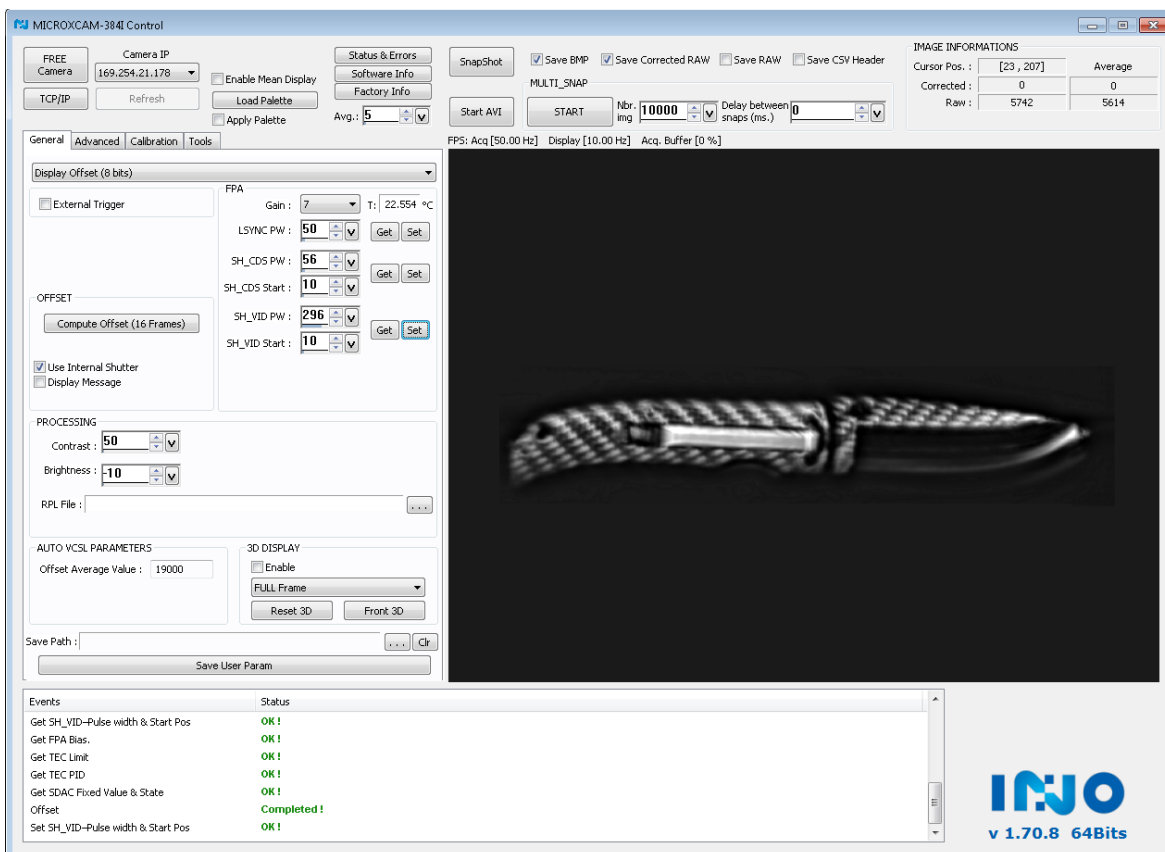 MICROXCAM-384I Control
FREE Camera
Camera IP
169.254.21.178
TCP/IP
Refresh
Enable Mean Display
Load Palette
Apply Palette
Status & Errors
Software Info
Factory Info
Avg.: 5
SnapShot
Save BMP
Save Corrected RAW
Save RAW
Save CSV Header
Start AVI
MULTI_SNAP
START
Nbr. img 10000
Delay between snaps (ms.) 0
IMAGE INFORMATIONS
Cursor Pos. : [23 , 207] Average
Corrected : 0 0
Raw : 5742 5614
General Advanced Calibration Tools
FPS: Acq [50.00 Hz] Display [10.00 Hz] Acq. Buffer [0 %]
Display Offset (8 bits)
External Trigger
FPA
Gain : 7 T: 22.554 °C
LSYNC PW : 50 Get Set
SH_CDS PW : 56
Get Set
SH_CDS Start : 10
SH_VID PW : 296
Get Set
SH_VID Start : 10
OFFSET
Compute Offset (16 Frames)
Use Internal Shutter
Display Message
PROCESSING
Contrast : 50
Brightness : -10
RPL File : ...
AUTO VCSL PARAMETERS
Offset Average Value : 19000
3D DISPLAY
Enable
FULL Frame
Reset 3D Front 3D
Save Path : ... Clr
Save User Param
Events Status
Get SH_VID-Pulse width & Start Pos OK !
Get FPA Bias. OK !
Get TEC Limit OK !
Get TEC PID OK !
Get SDAC Fixed Value & State OK !
Offset Completed !
Set SH_VID-Pulse width & Start Pos OK !
INO
v 1.70.8 64Bits